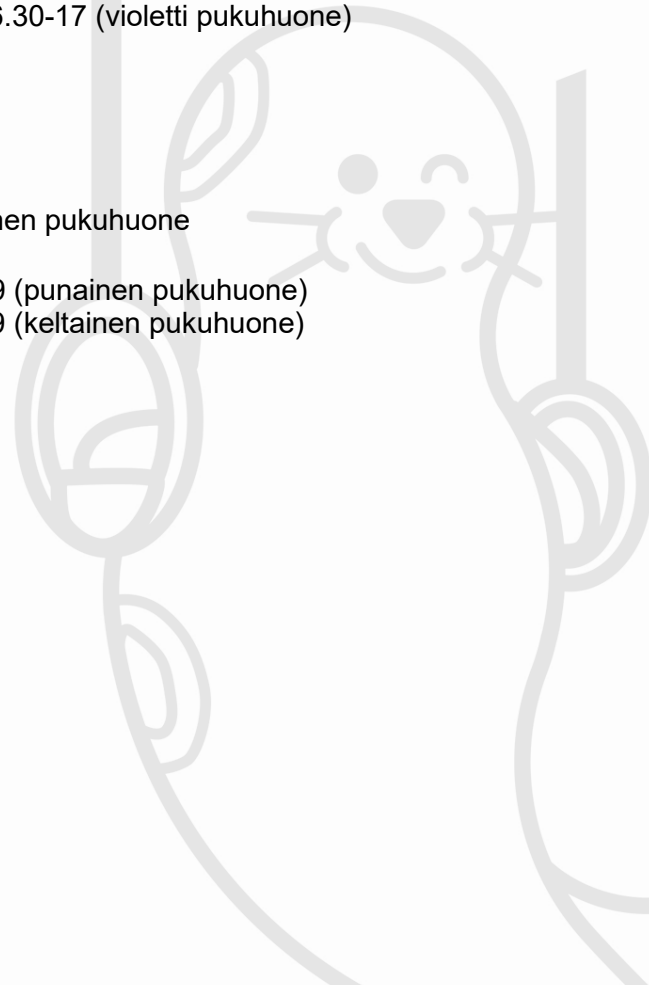 6.30-17 (violetti pukuhuone)
nen pukuhuone
9 (punainen pukuhuone)
9 (keltainen pukuhuone)